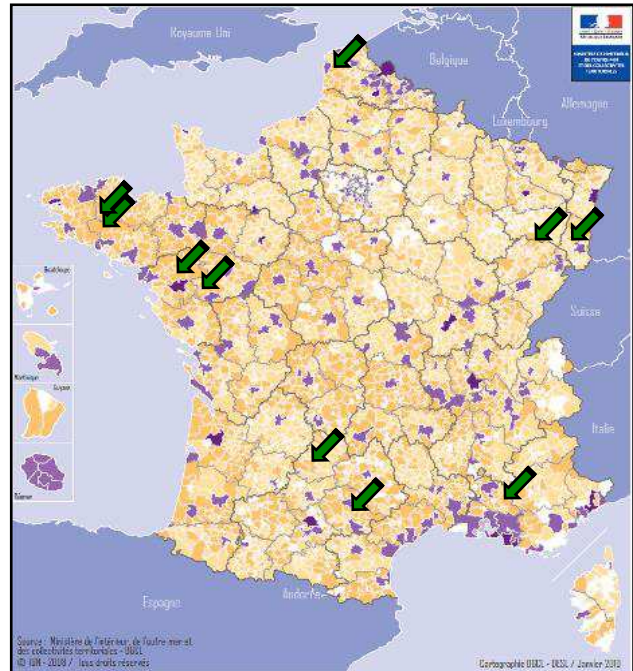 Royaume Uni
Belgique
Luxembourg
Allemagne
Suisse
Italie
Espagne
Andorre
Guadeloupe
Martinique
Guyane
Réunion
Source : Ministère de l'intérieur, de l'outre mer et
des collectivités territoriales - DGCL
© IGN - 2008 / Tous droits réservés
Cartographie DGCL - DESL / Janvier 2010